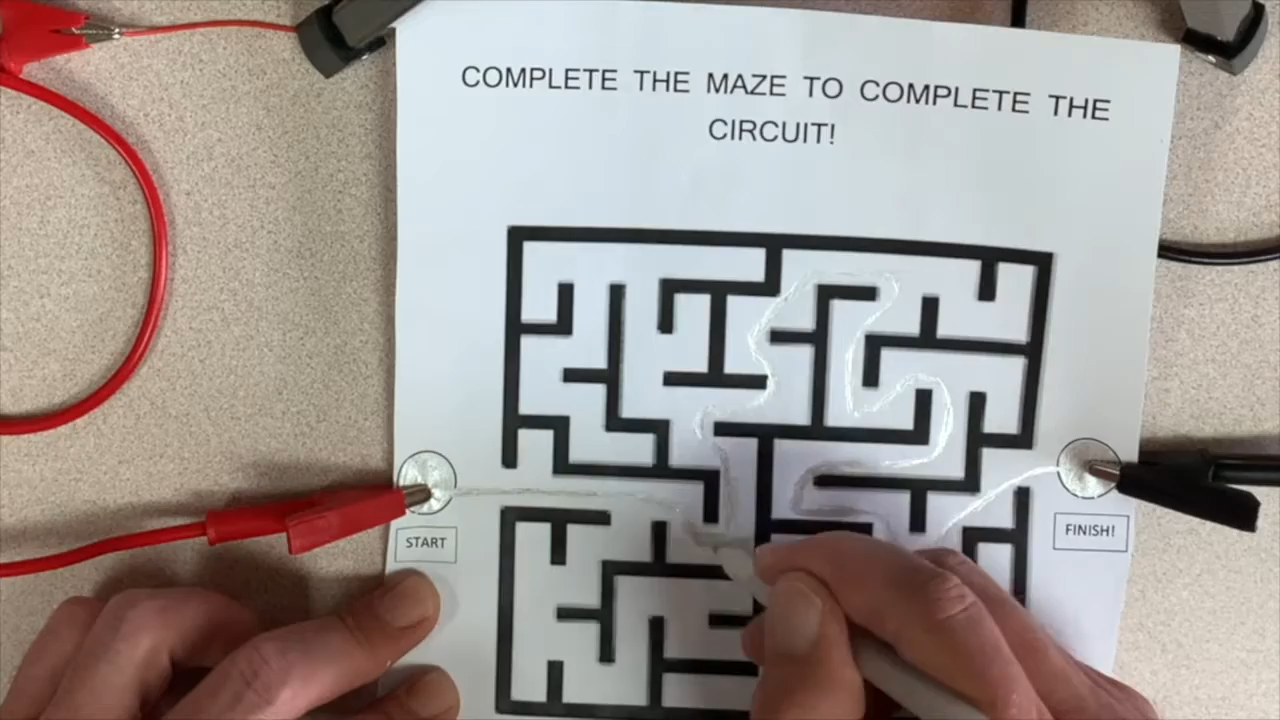 COMPLETE THE MAZE TO COMPLETE THE
CIRCUIT!
START
FINISH!